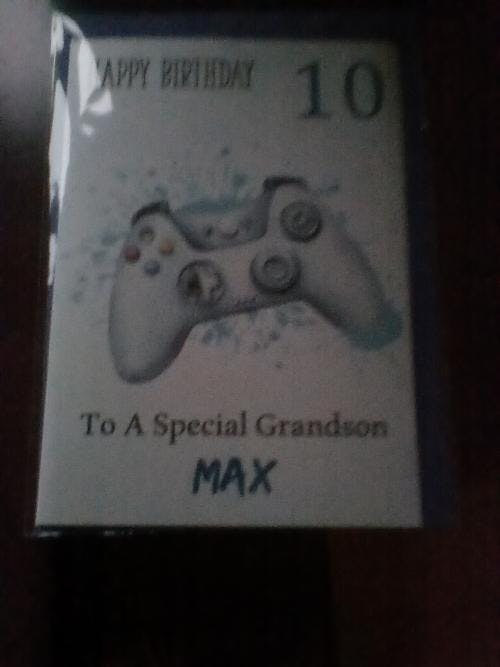 HAPPY BIRTHDAY 10
To A Special Grandson
MAX